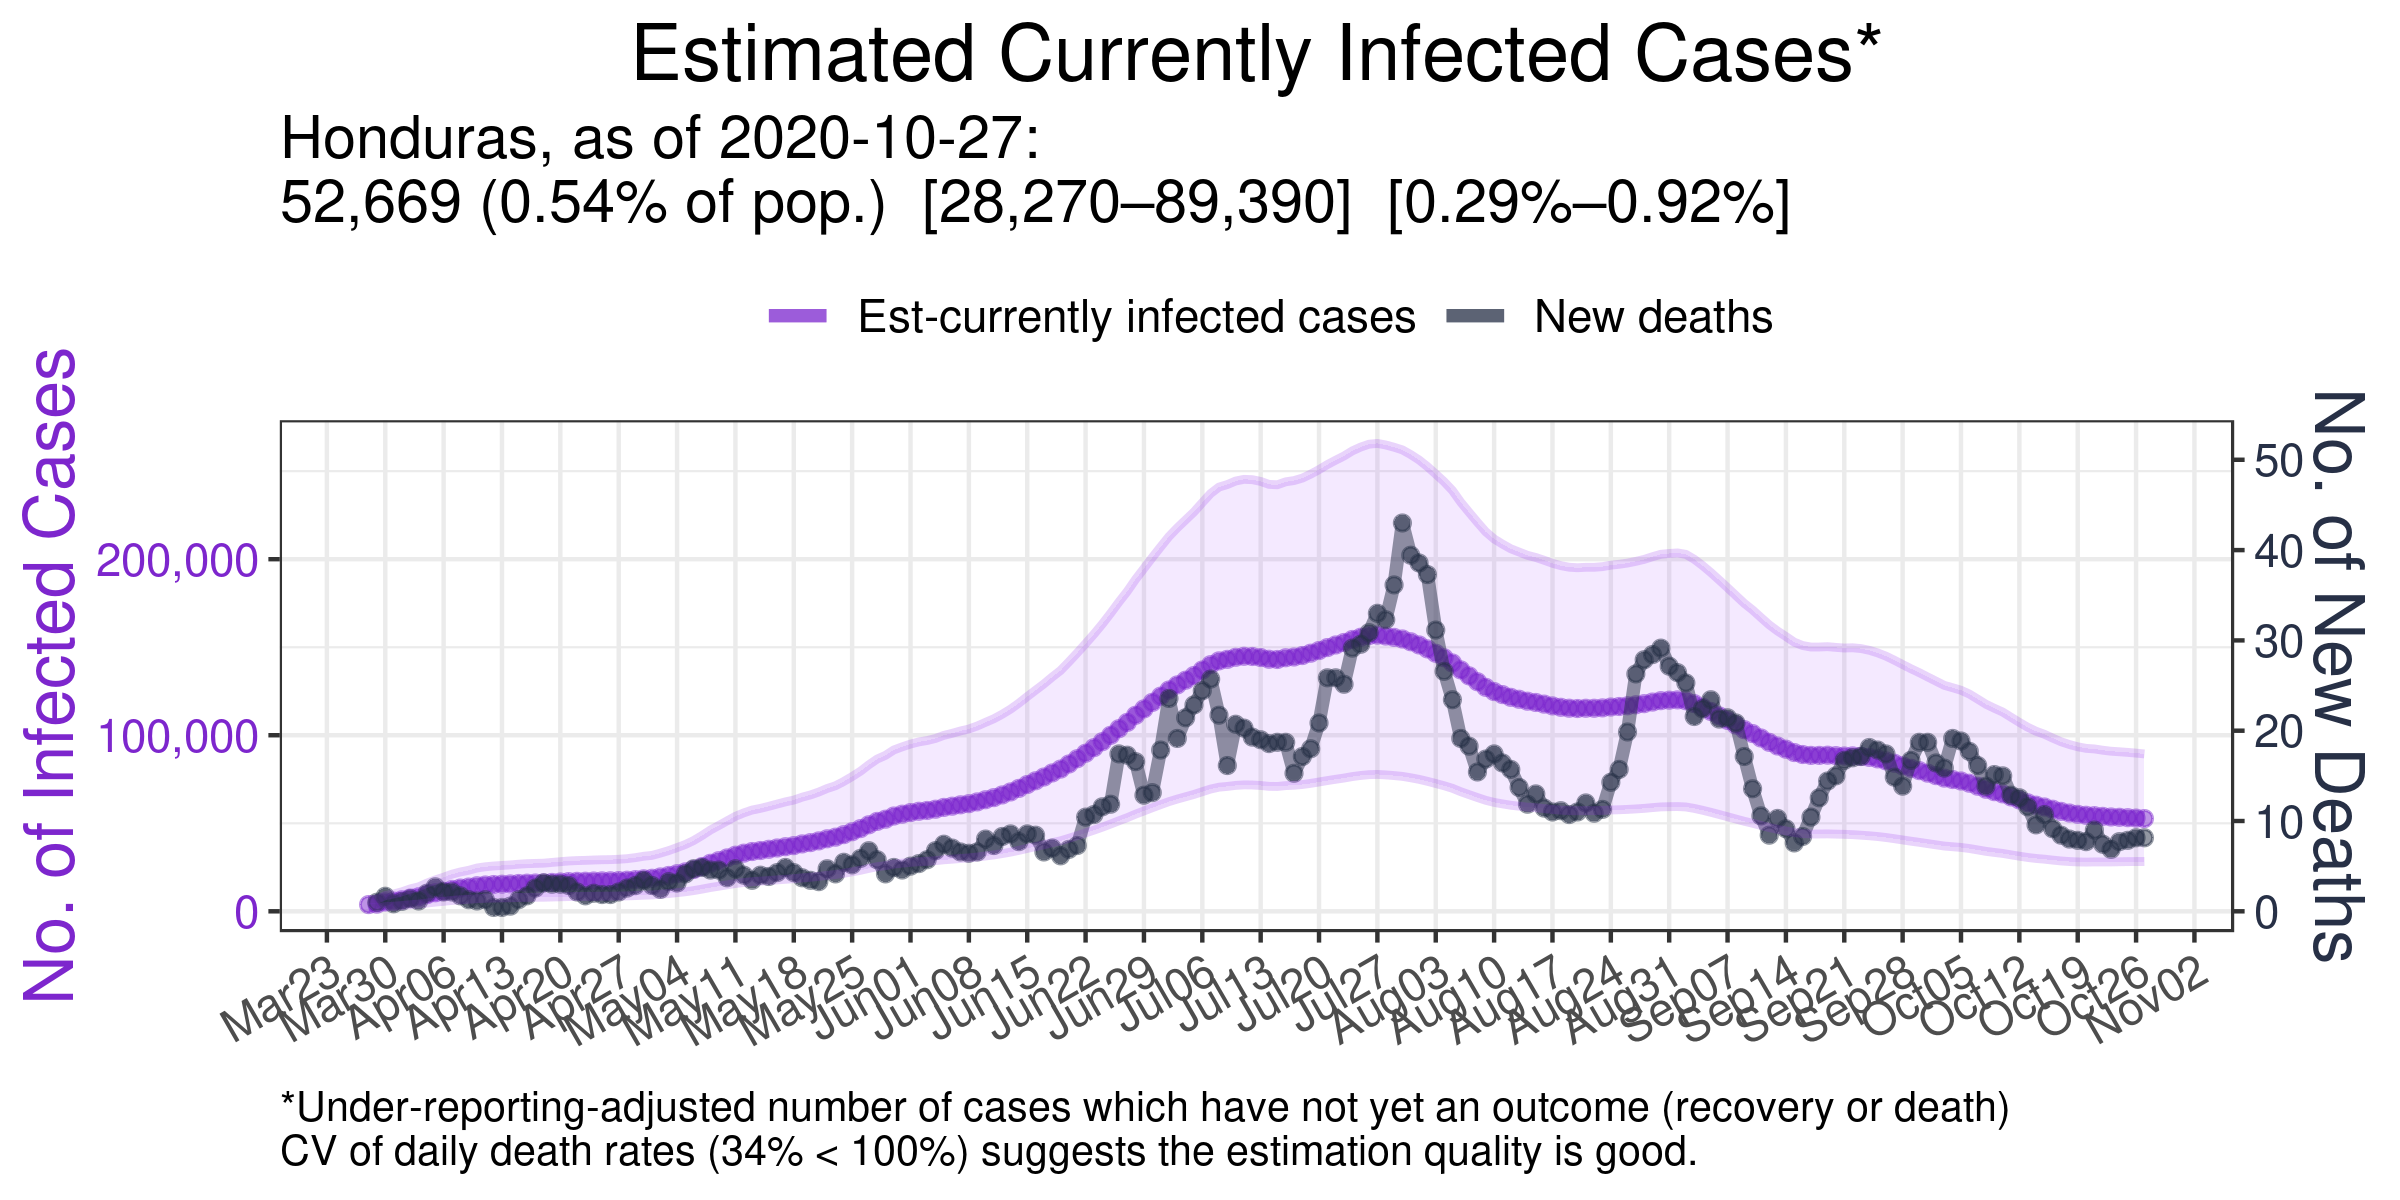 Estimated Currently Infected Cases*
Honduras, as of 2020-10-27:
52,669 (0.54% of pop.) [28,270–89,390] [0.29%–0.92%]
Est-currently infected cases
New deaths
No. of Infected Cases
200,000
100,000
0
No. of New Deaths
50
40
30
20
10
0
Mar23
Mar30
Apr06
Apr13
Apr20
Apr27
May04
May11
May18
May25
Jun01
Jun08
Jun15
Jun22
Jun29
Jul06
Jul13
Jul20
Jul27
Aug03
Aug10
Aug17
Aug24
Aug31
Sep07
Sep14
Sep21
Sep28
Oct05
Oct12
Oct19
Oct26
Nov02
*Under-reporting-adjusted number of cases which have not yet an outcome (recovery or death)
CV of daily death rates (34% < 100%) suggests the estimation quality is good.